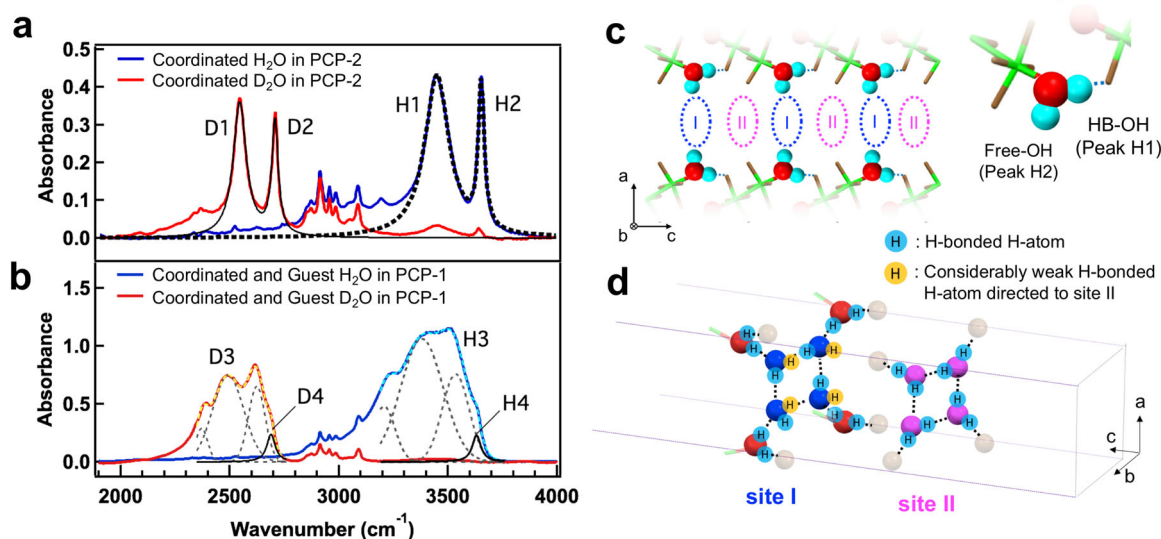 a
Absorbance
0.5
0.4
0.3
0.2
0.1
0.0
Coordinated H₂O in PCP-2
Coordinated D₂O in PCP-2
D1
D2
H1
H2
b
Absorbance
1.5
1.0
0.5
0.0
Coordinated and Guest H₂O in PCP-1
Coordinated and Guest D₂O in PCP-1
D3
D4
H3
H4
2000 2500 3000 3500 4000
Wavenumber (cm⁻¹)
c
I II I II I II
a
b c
Free-OH
(Peak H2)
HB-OH
(Peak H1)
H : H-bonded H-atom
H : Considerably weak H-bonded
H-atom directed to site II
d
H H H H H H H H H H H H H H H H H H H H H H H H
site I
site II
a
c
b